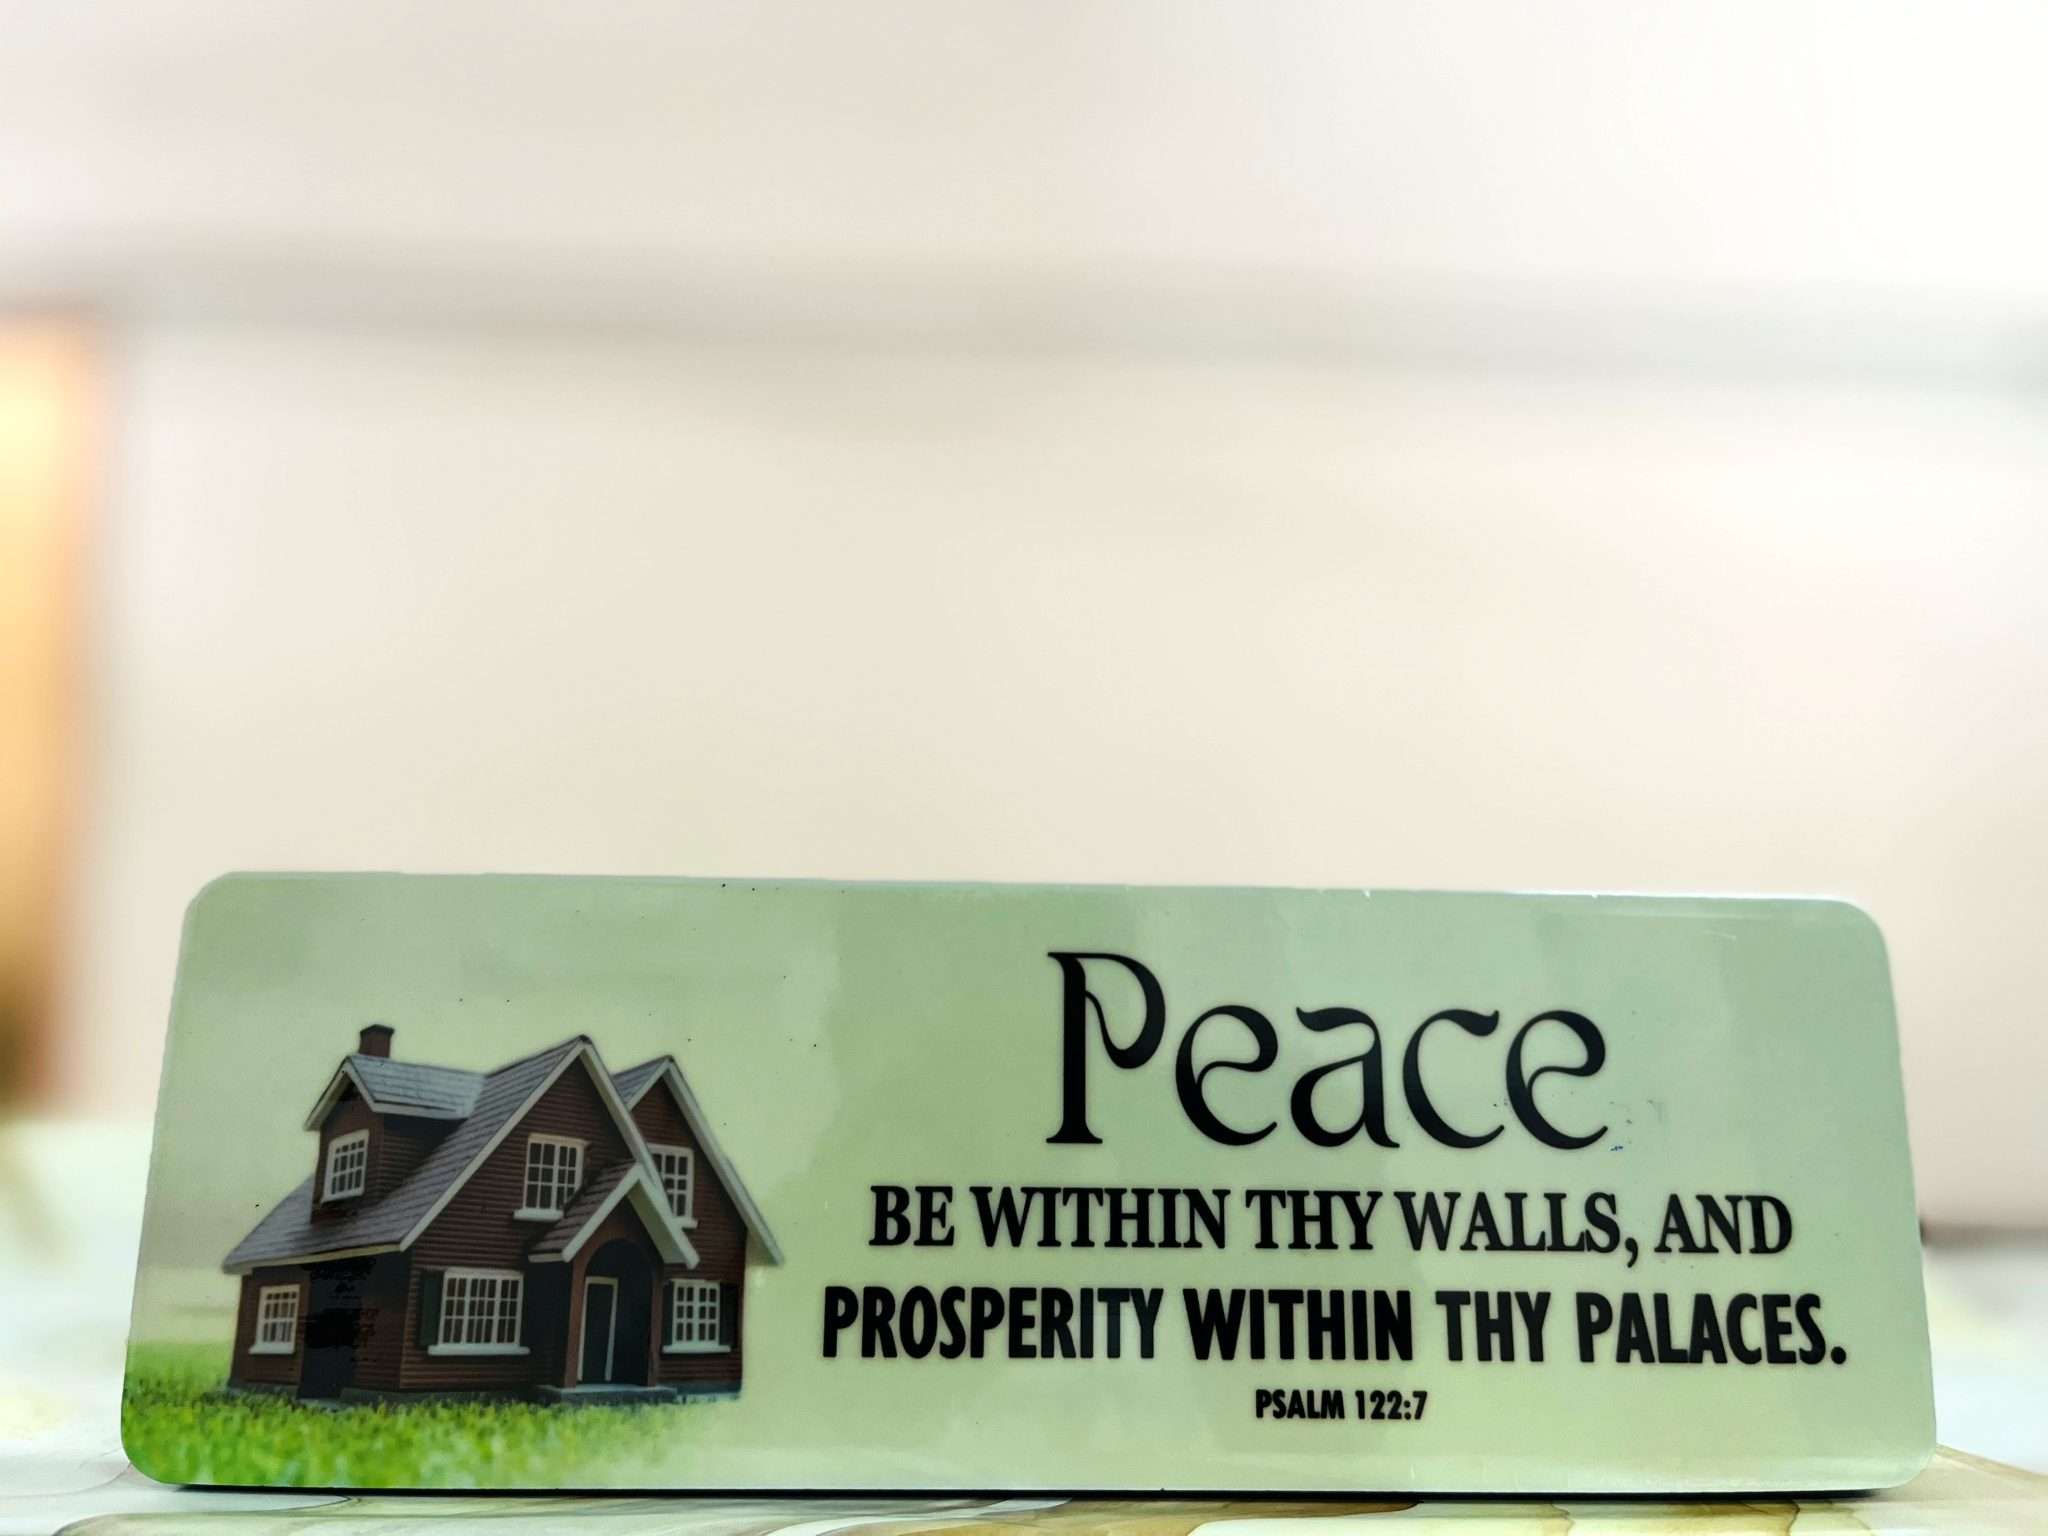 Peace
BE WITHIN THY WALLS, AND
PROSPERITY WITHIN THY PALACES.
PSALM 122:7